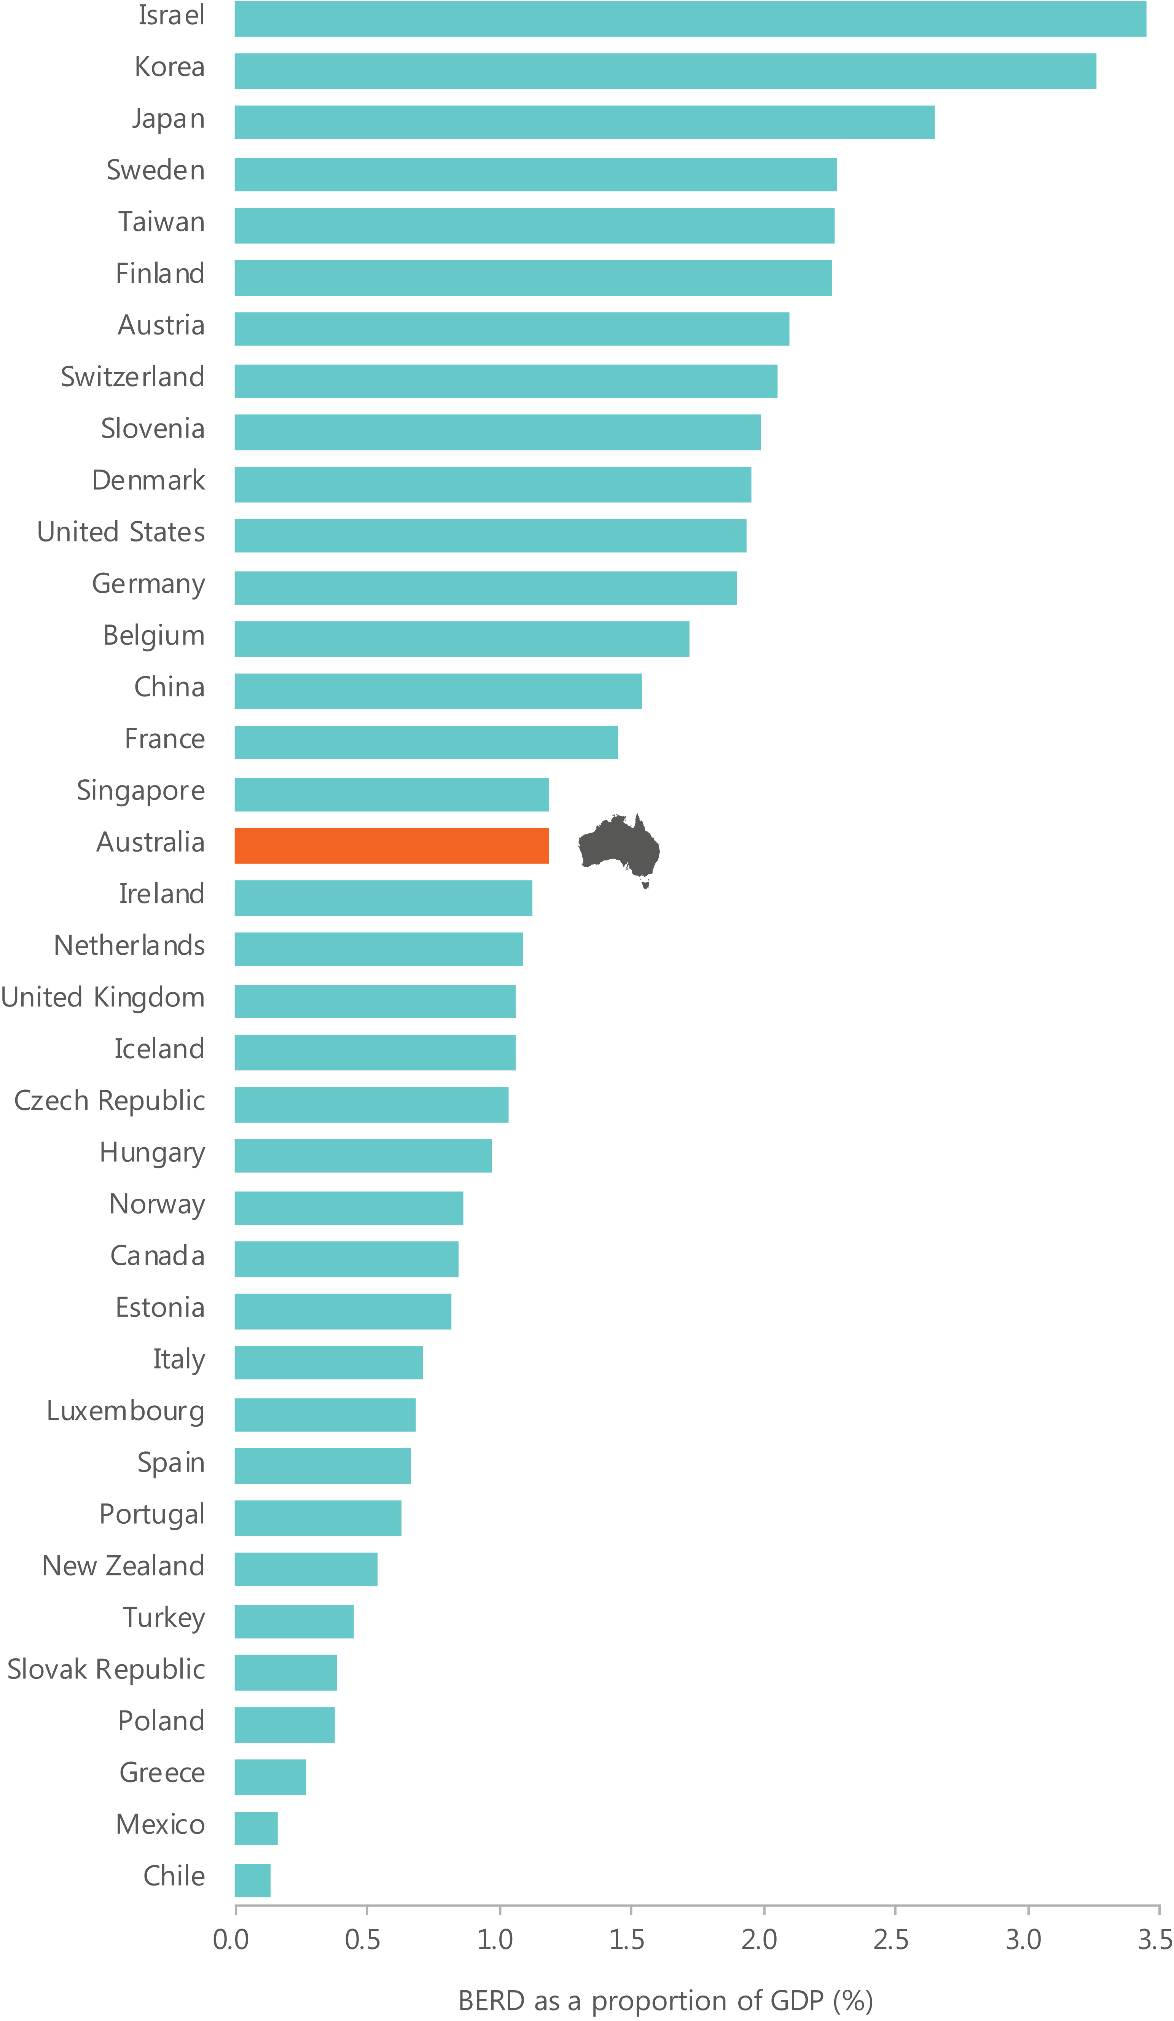 Israel
Korea
Japan
Sweden
Taiwan
Finland
Austria
Switzerland
Slovenia
Denmark
United States
Germany
Belgium
China
France
Singapore
Australia
Ireland
Netherlands
United Kingdom
Iceland
Czech Republic
Hungary
Norway
Canada
Estonia
Italy
Luxembourg
Spain
Portugal
New Zealand
Turkey
Slovak Republic
Poland
Greece
Mexico
Chile
0.0 0.5 1.0 1.5 2.0 2.5 3.0 3.5
BERD as a proportion of GDP (%)